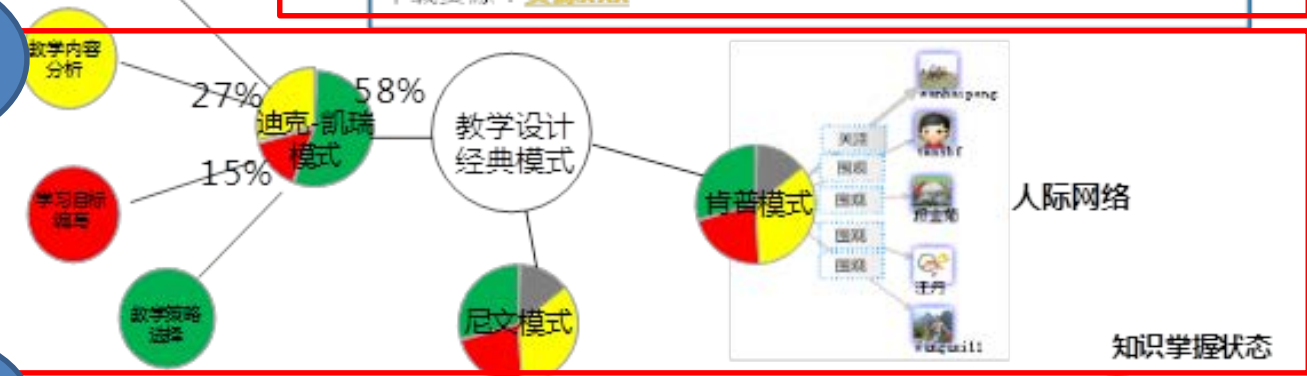 教学内容
分析
27%
58%
迪克-凯瑞
模式
15%
教学设计
经典模式
学习目标
编写
教学策略
选择
尼文模式
肯普模式
关注
围观
围观
围观
围观
汪丹
人际网络
知识掌握状态